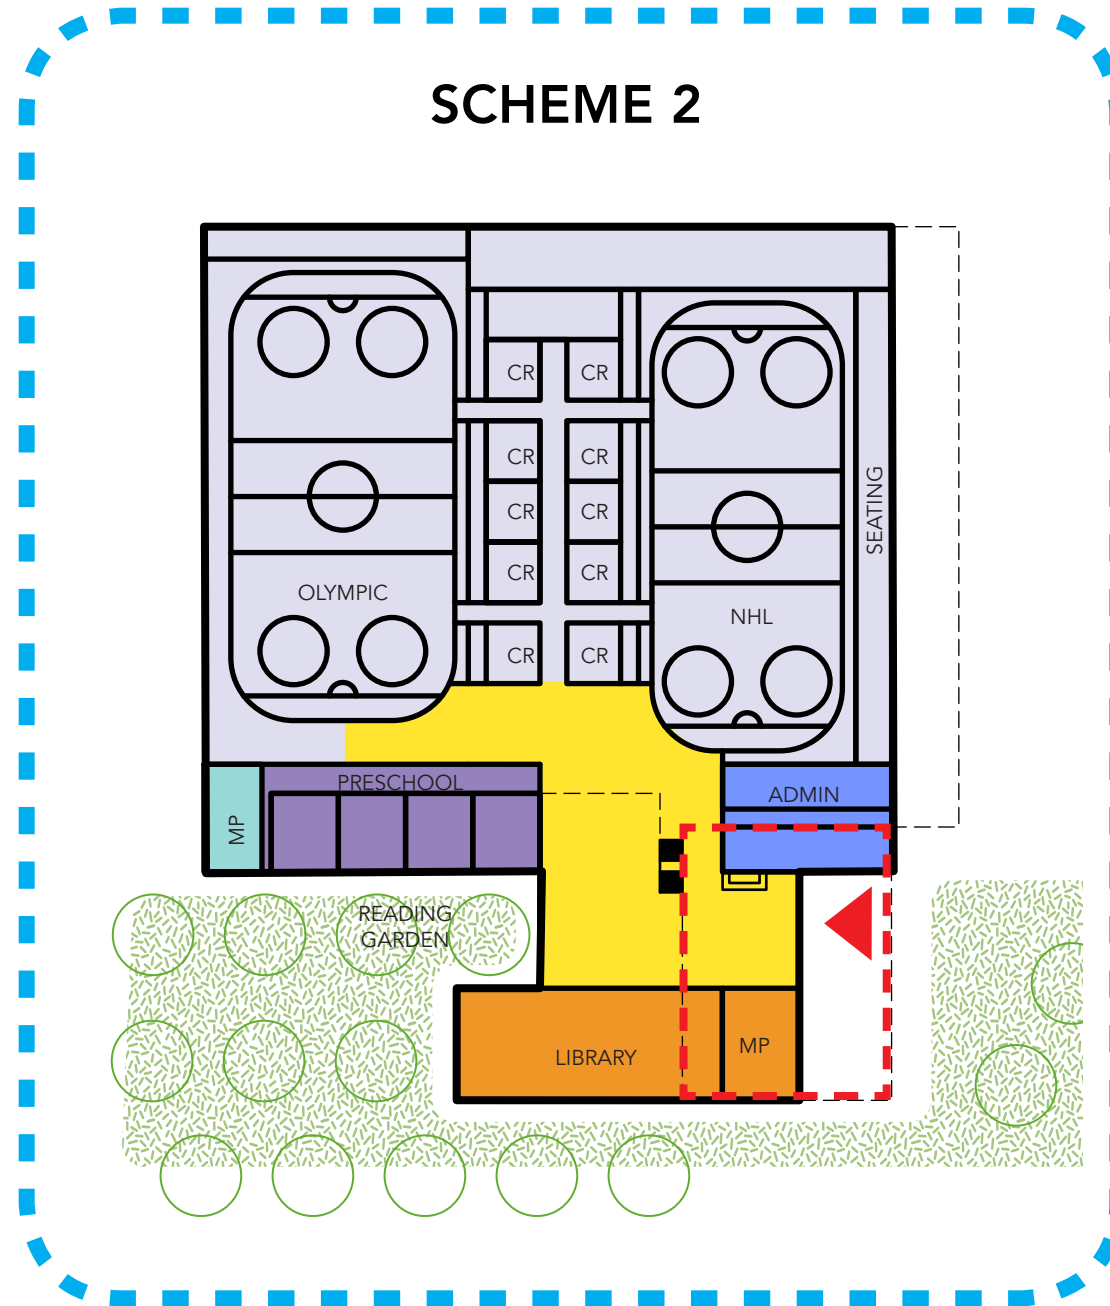 SCHEME 2
CR CR
CR CR
CR CR
CR CR
CR CR
OLYMPIC
NHL
SEATING
PRESCHOOL
MP
ADMIN
READING
GARDEN
LIBRARY
MP